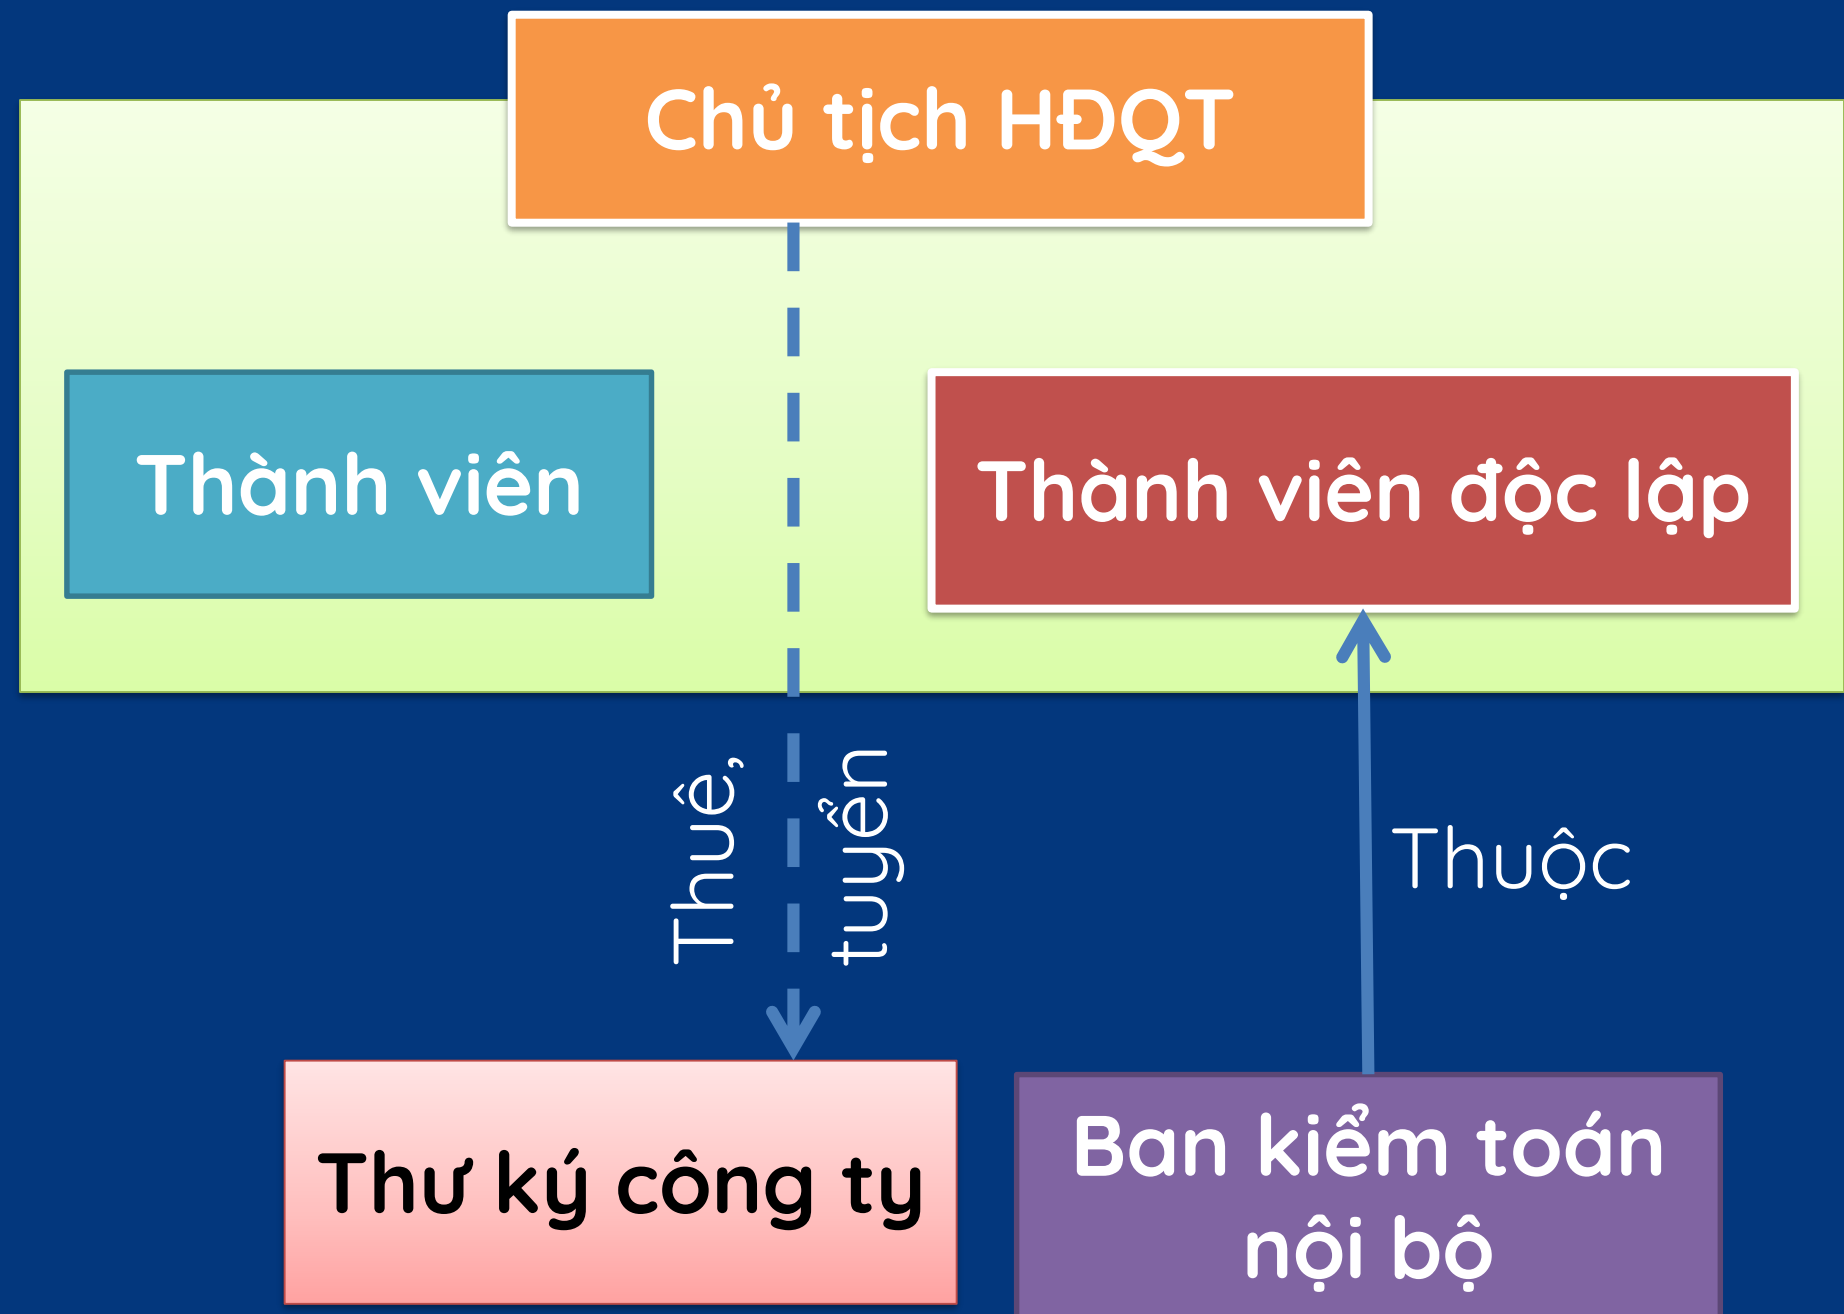 Chủ tịch HĐQT
Thành viên
Thành viên độc lập
Thuê,
tuyển
Thuộc
Thư ký công ty
Ban kiểm toán
nội bộ